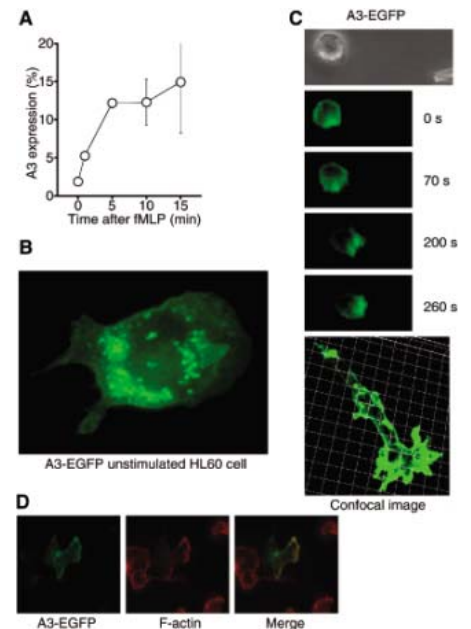 A
A3 expression (%)
20
15
10
5
0
0 5 10 15
Time after fMLP (min)
B
A3-EGFP unstimulated HL60 cell
C
A3-EGFP
0 s
70 s
200 s
260 s
Confocal image
D
A3-EGFP F-actin Merge